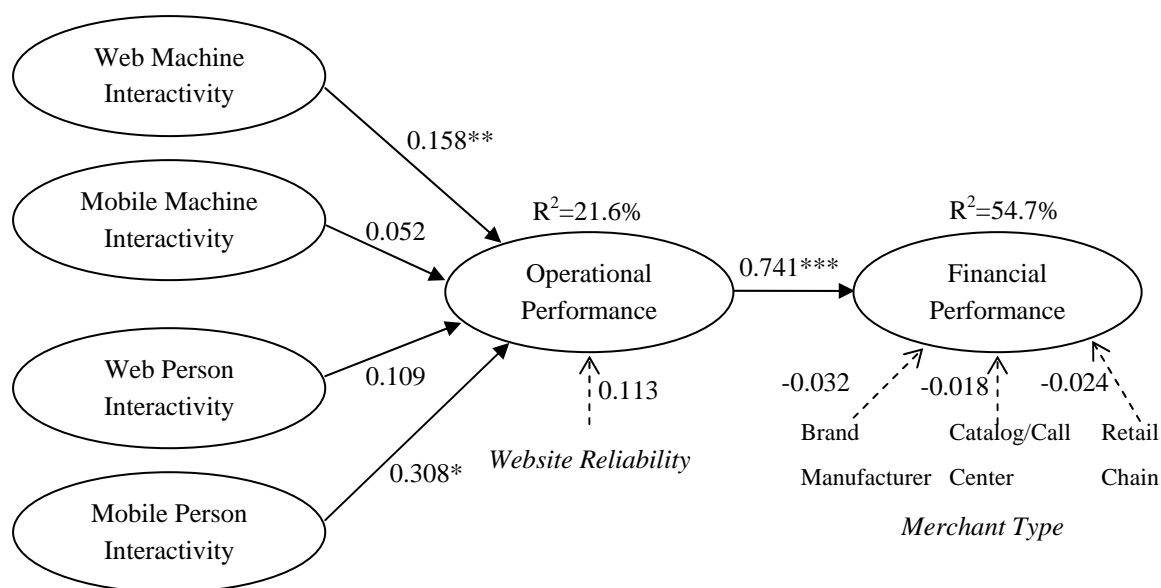 Web Machine
Interactivity
0.158**
Mobile Machine
Interactivity
0.052
R²=21.6%
R²=54.7%
Operational
Performance
0.741***
Financial
Performance
Web Person
Interactivity
0.109
0.113
-0.032
-0.018
-0.024
Website Reliability
Brand
Manufacturer
Catalog/Call
Center
Retail
Chain
Merchant Type
0.308*
Mobile Person
Interactivity